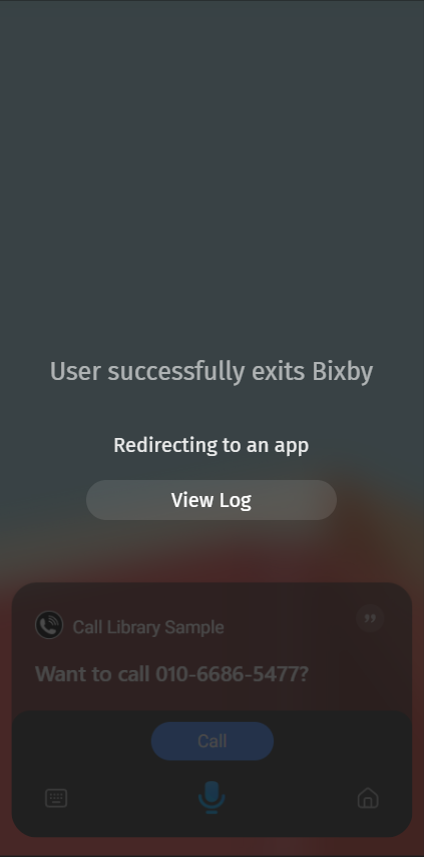 User successfully exits Bixby
Redirecting to an app
View Log
Call Library Sample
”
Want to call 010-6686-5477?
Call